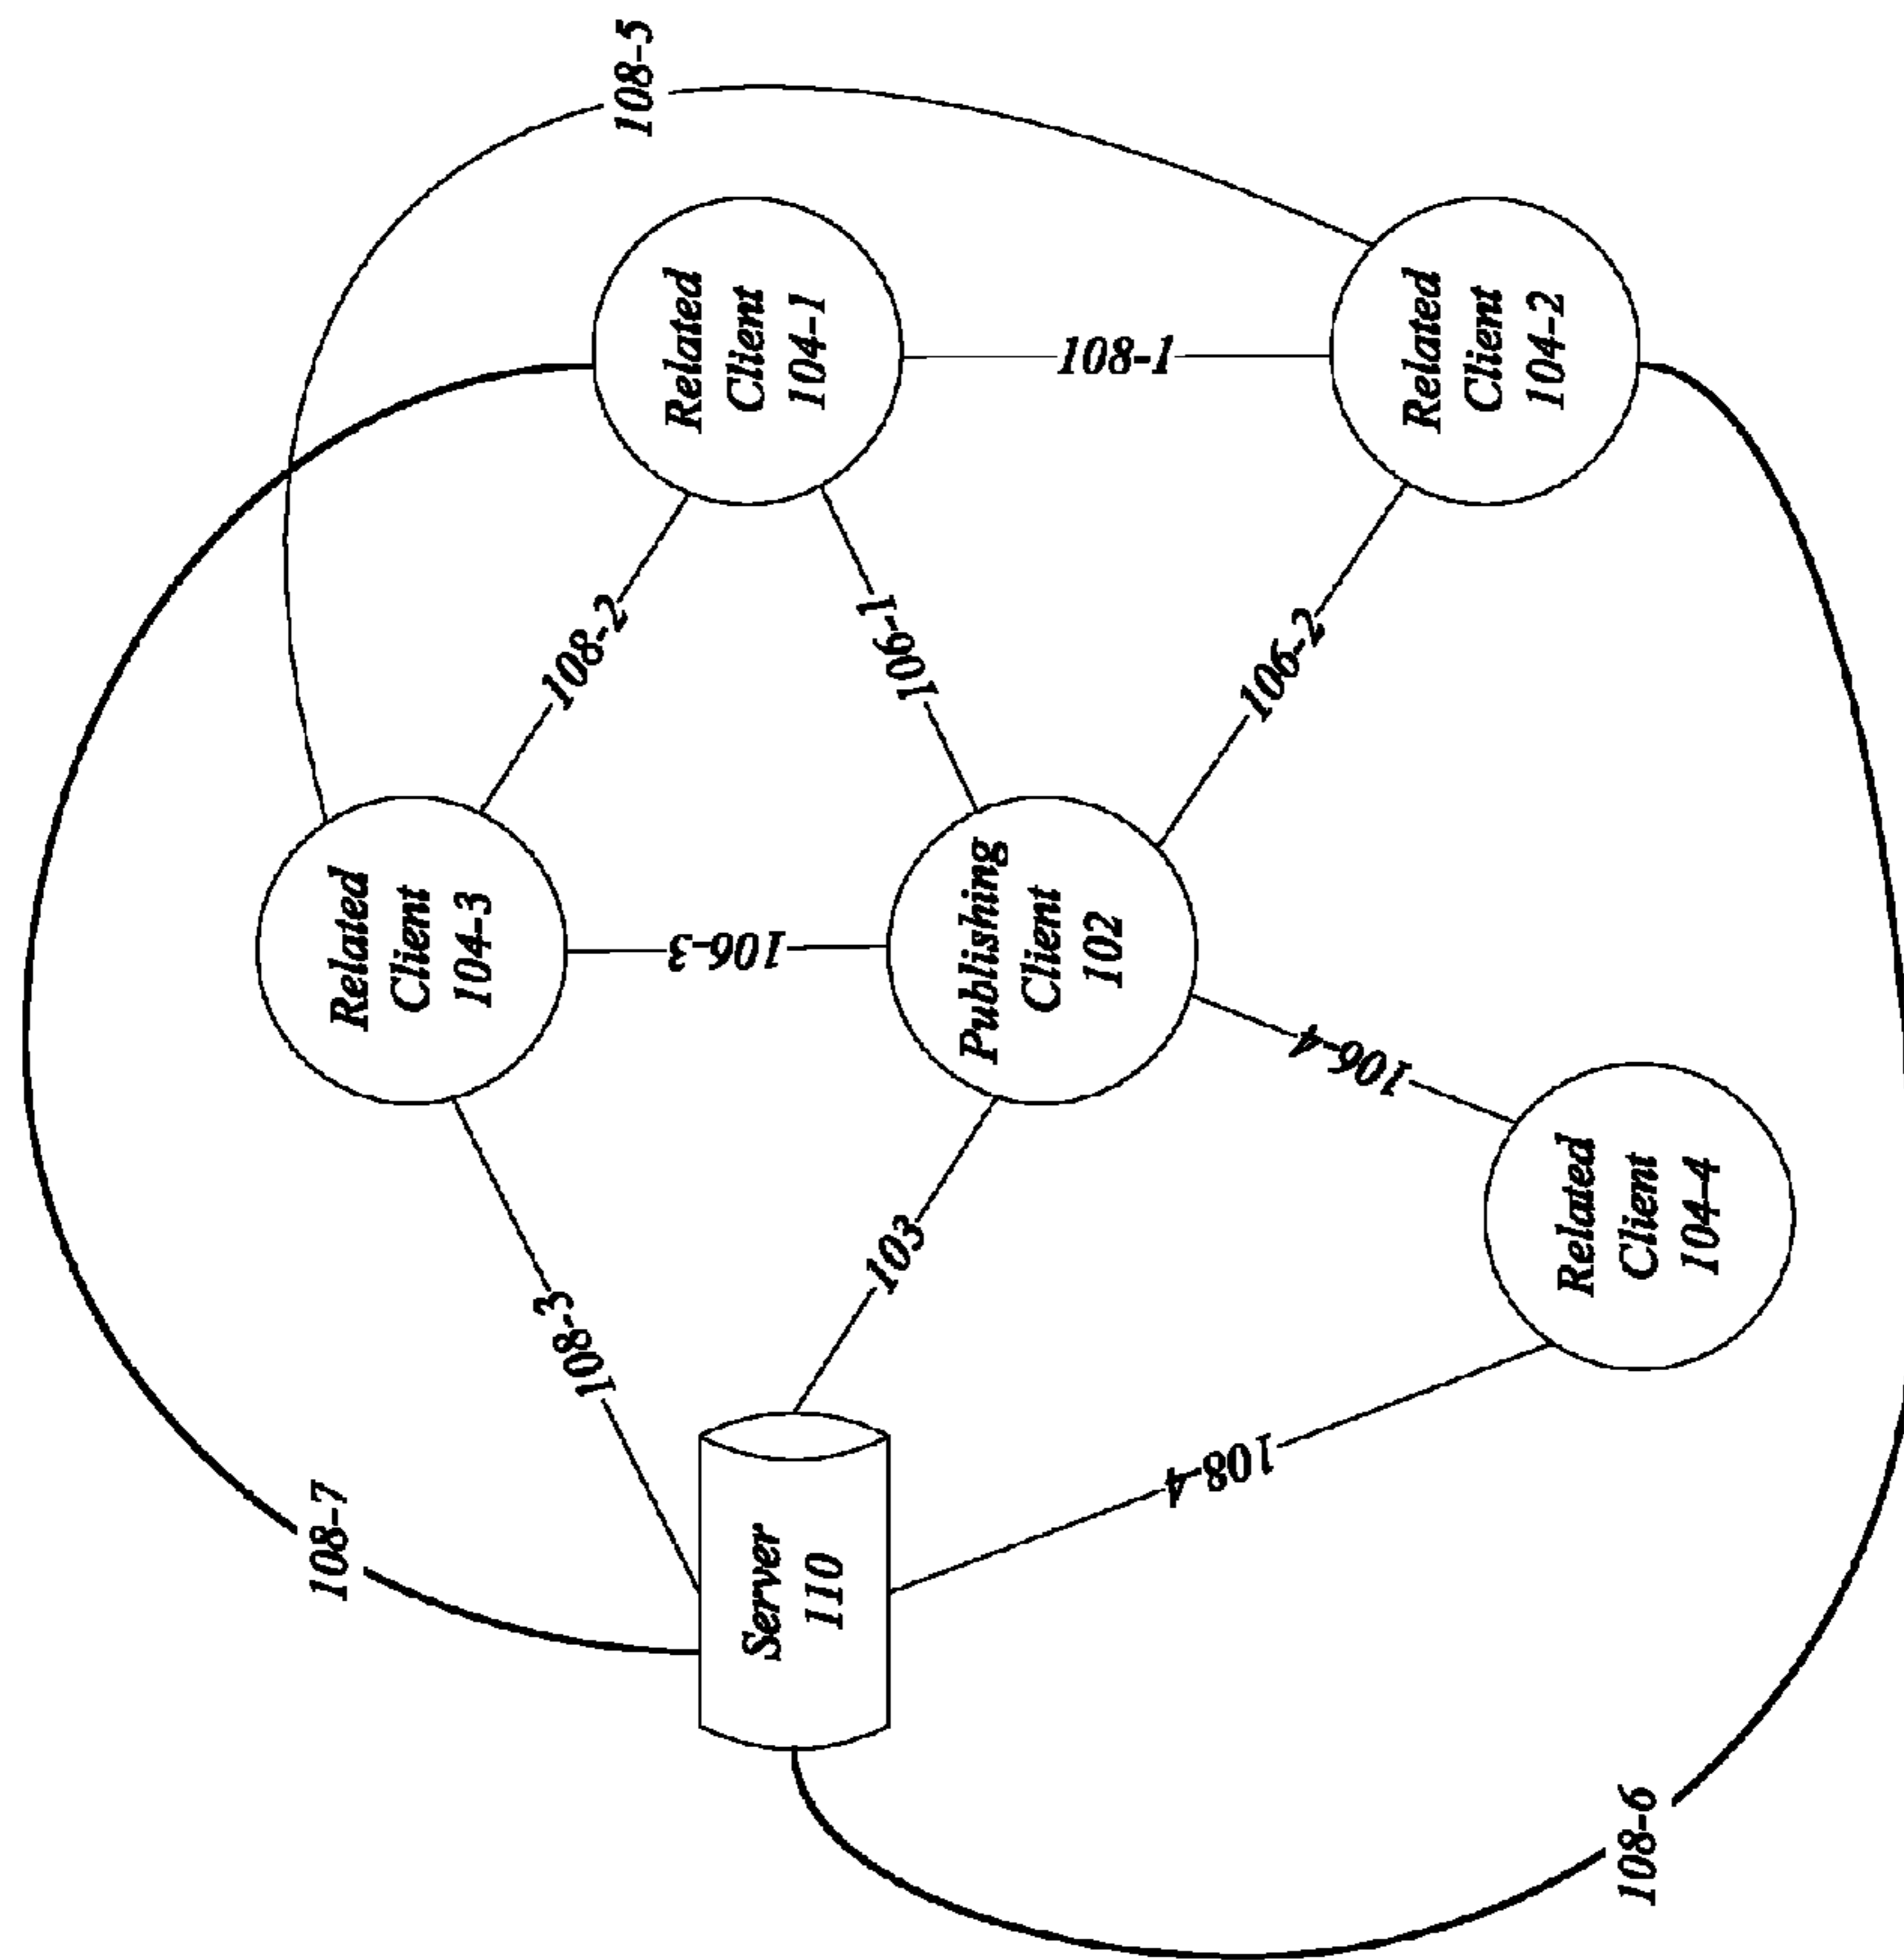 108-5
Related
Client
104-1
108-1
Related
Client
104-2
108-2
106-1
106-2
Related
Client
104-3
106-3
Publishing
Client
102
106-4
Related
Client
104-4
108-3
103
108-4
108-7
Server
110
108-6